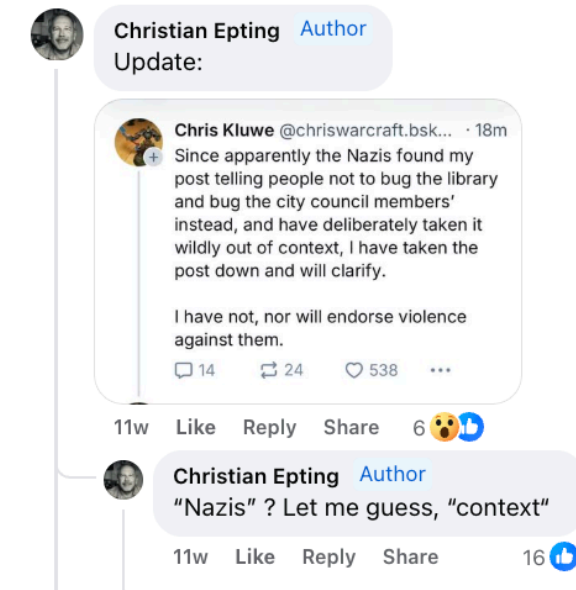 Christian Epting Author
Update:
Chris Kluwe @chriswarcraft.bsk... · 18m
Since apparently the Nazis found my
post telling people not to bug the library
and bug the city council members’
instead, and have deliberately taken it
wildly out of context, I have taken the
post down and will clarify.
I have not, nor will endorse violence
against them.
14 24 538 •••
11w Like Reply Share 6
Christian Epting Author
“Nazis” ? Let me guess, “context“
11w Like Reply Share 16